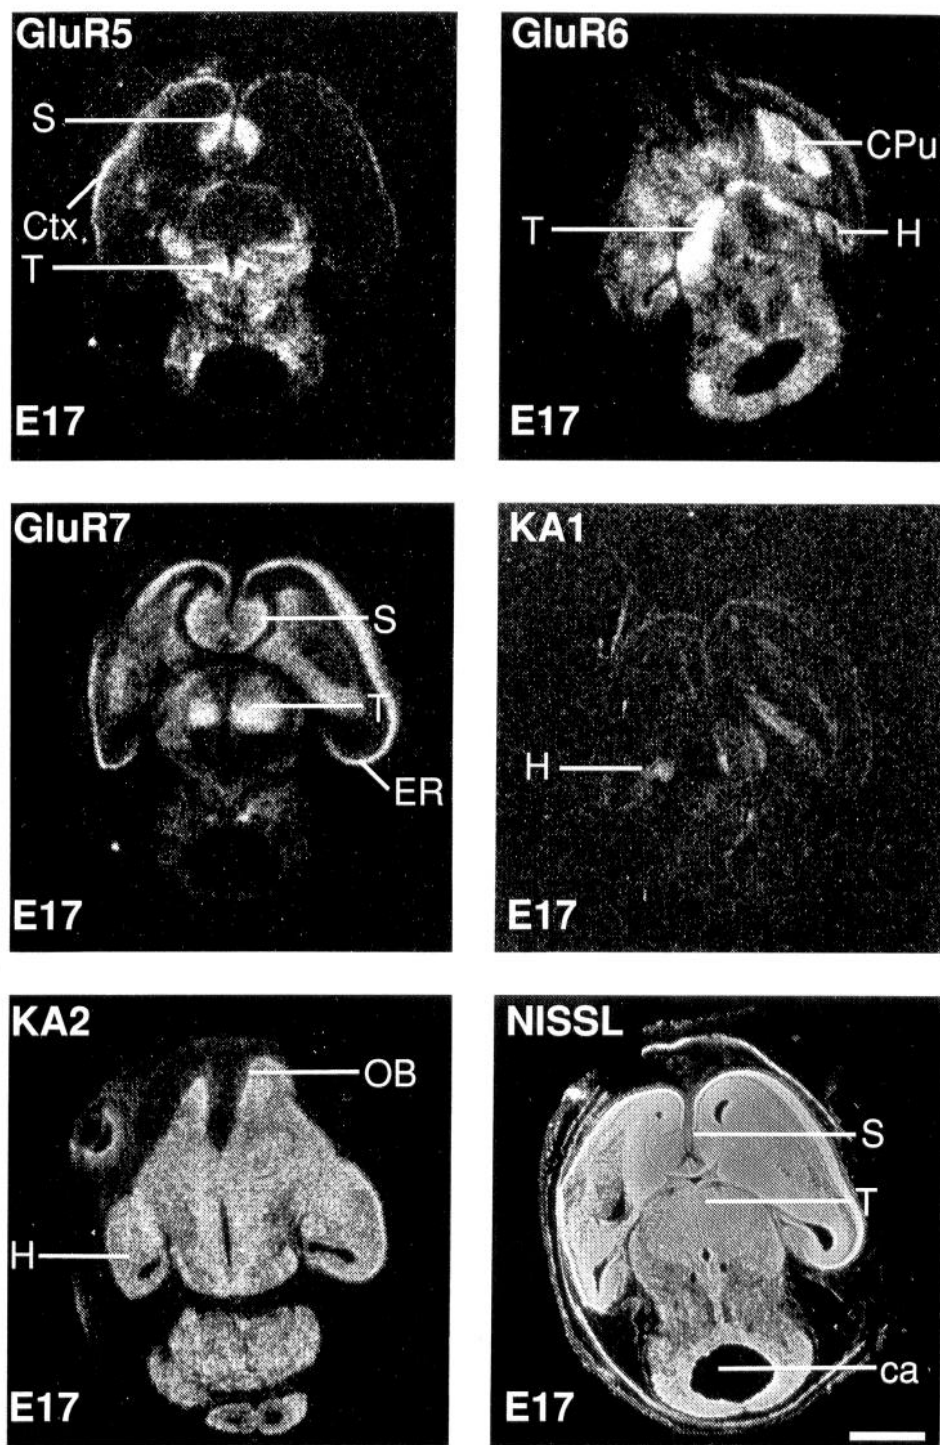 GluR5
S
Ctx,
T
E17
GluR6
CPu
T
H
E17
GluR7
S
T
ER
E17
KA1
H
E17
KA2
OB
H
E17
NISSL
S
T
ca
E17